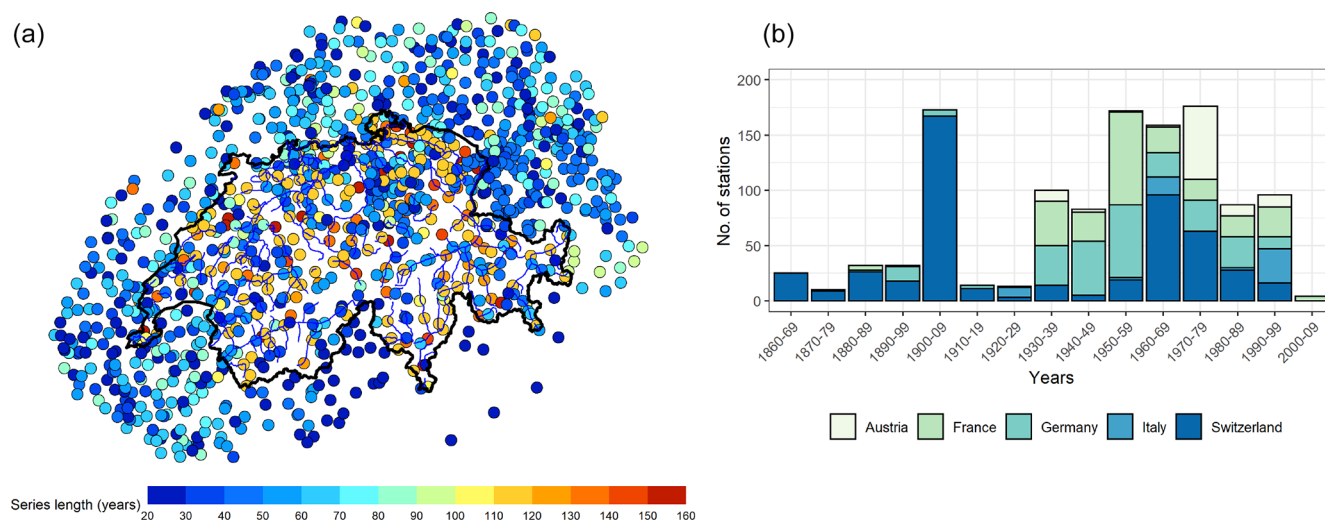 (a)
Series length (years)
20 30 40 50 60 70 80 90 100 110 120 130 140 150 160
(b)
No. of stations
200
150
100
50
0
1860-69 1870-79 1880-89 1890-99 1900-09 1910-19 1920-29 1930-39 1940-49 1950-59 1960-69 1970-79 1980-89 1990-99 2000-09
Years
Austria France Germany Italy Switzerland